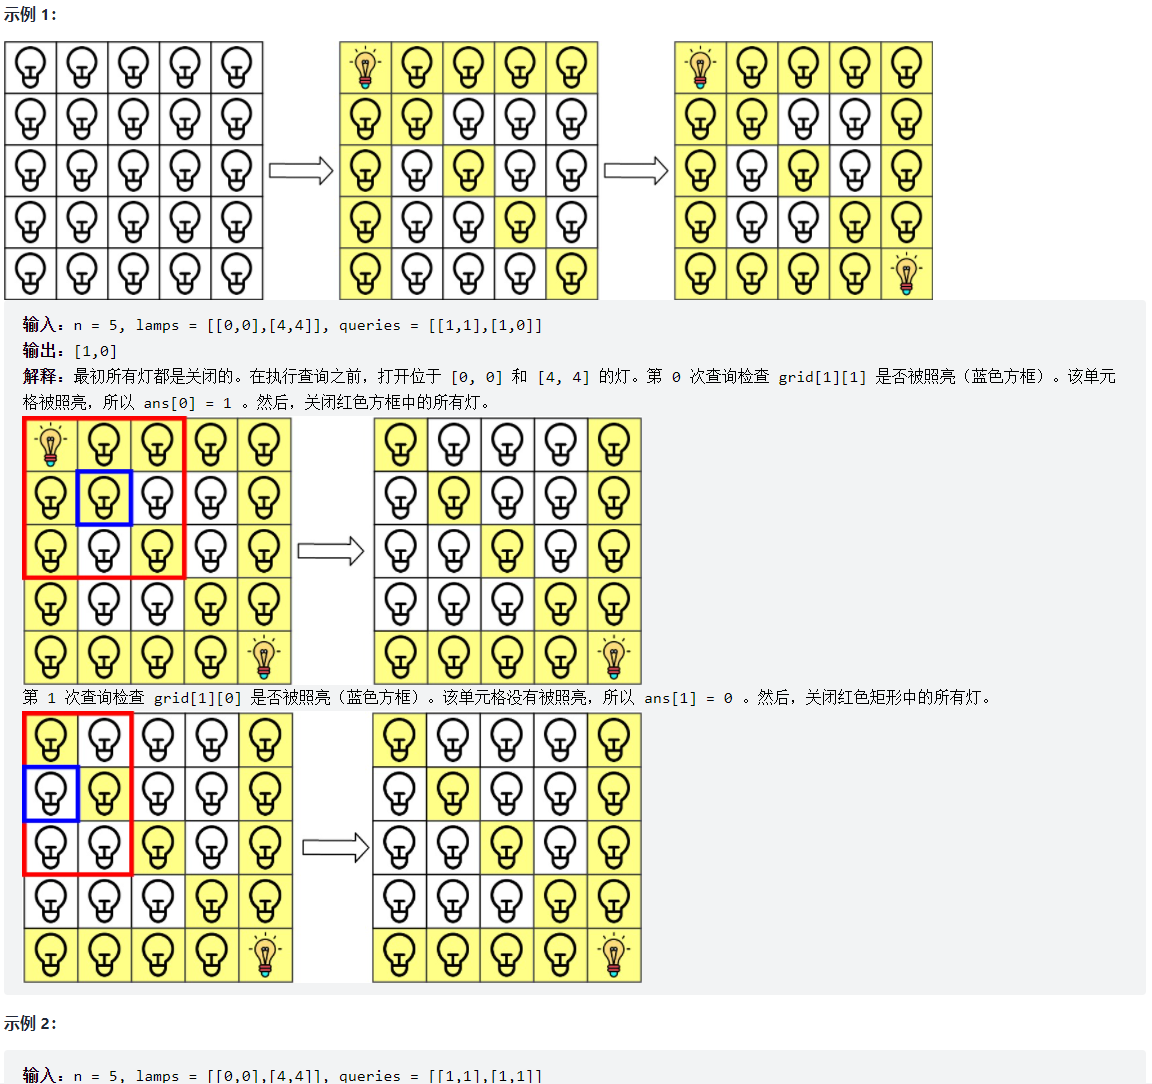 示例 1：
输入：n = 5, lamps = [[0,0],[4,4]], queries = [[1,1],[1,0]]
输出：[1,0]
解释：最初所有灯都是关闭的。在执行查询之前，打开位于 [0, 0] 和 [4, 4] 的灯。第 0 次查询检查 grid[1][1] 是否被照亮（蓝色方框）。该单元
格被照亮，所以 ans[0] = 1 。然后，关闭红色方框中的所有灯。
第 1 次查询检查 grid[1][0] 是否被照亮（蓝色方框）。该单元格没有被照亮，所以 ans[1] = 0 。然后，关闭红色矩形中的所有灯。
示例 2：
输入：n = 5, lamps = [[0,0],[4,4]], queries = [[1,1],[1,1]]